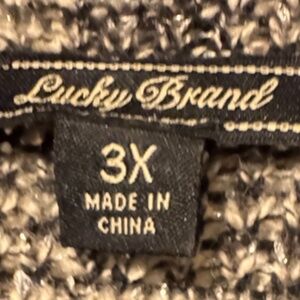 Lucky Brand
3X
MADE IN
CHINA